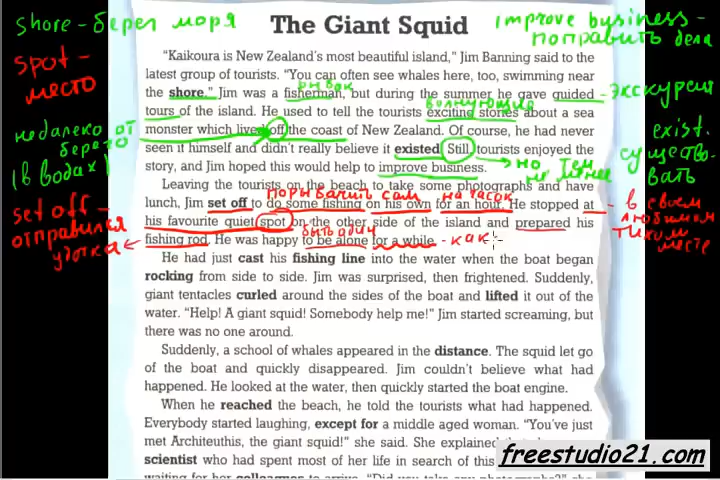 The Giant Squid
shore - берег моря
improve business -
поправить дела
"Kaikoura is New Zealand's most beautiful island," Jim Banning said to the
latest group of tourists. "You can often see whales here, too, swimming near
spot -
место
рыбак
the shore." Jim was a fisherman, but during the summer he gave guided
- экскурсия
tours of the island. He used to tell the tourists exciting stories about a sea
волнующие
недалеко от
берега
(в водах)
monster which lived off the coast of New Zealand. Of course, he had never
exist.
существо-
вать
seen it himself and didn't really believe it existed. Still, tourists enjoyed the
story, and Jim hoped this would help to improve business.
но тем
не менее
Leaving the tourists on the beach to take some photographs and have
порыбачить сам на часок
lunch, Jim set off to do some fishing on his own for an hour. He stopped at
set off -
отправился
- в своем
любимом
тихом
месте
his favourite quiet spot on the other side of the island and prepared his
быть один
удочка
fishing rod. He was happy to be alone for a while.
- как
He had just cast his fishing line into the water when the boat began
rocking from side to side. Jim was surprised, then frightened. Suddenly,
giant tentacles curled around the sides of the boat and lifted it out of the
water. "Help! A giant squid! Somebody help me!" Jim started screaming, but
there was no one around.
Suddenly, a school of whales appeared in the distance. The squid let go
of the boat and quickly disappeared. Jim couldn't believe what had
happened. He looked at the water, then quickly started the boat engine.
When he reached the beach, he told the tourists what had happened.
Everybody started laughing, except for a middle aged woman. "You've just
met Architeuthis, the giant squid!" she said. She explained
scientist who had spent most of her life in search of this
freestudio21.com
waiting for her colleagues to arrive. "Did you take any photographs?" she